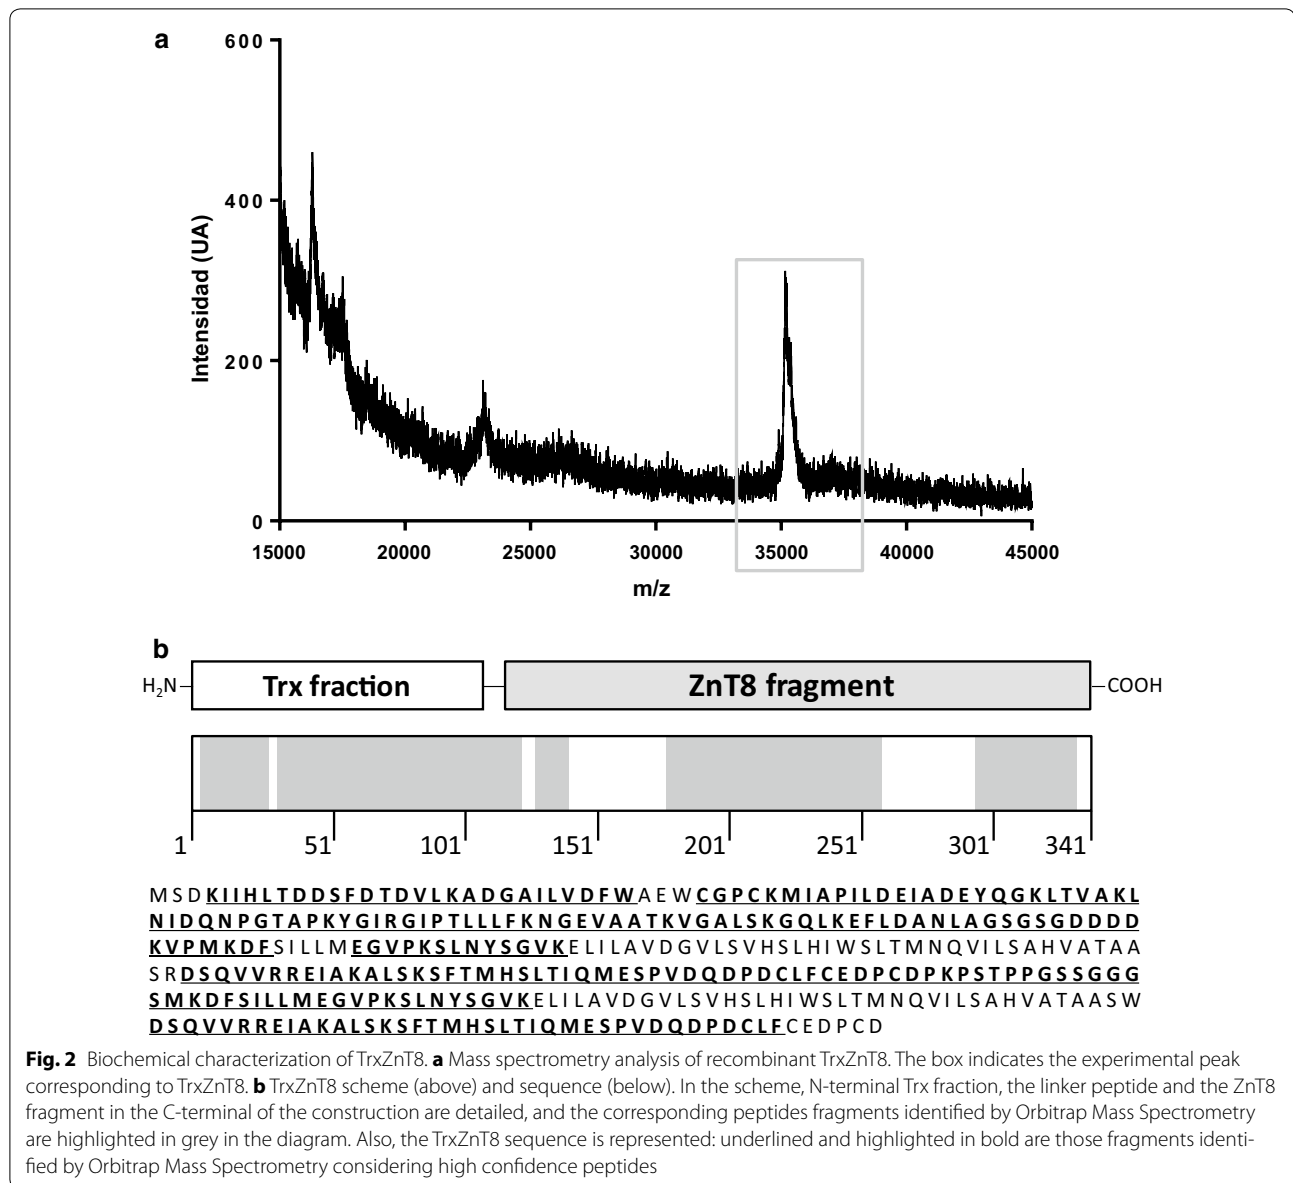 a
600
400
200
0
Intensidad (UA)
15000 20000 25000 30000 35000 40000 45000
m/z
b
H2N Trx fraction ZnT8 fragment COOH
1 51 101 151 201 251 301 341
MSDKIIHLTDDSFDTDVLKADGAILVDFWAEWCGPCKMIAPILDEIADEYQGKLTVAKL
NIDQNPGTAPKYGIRGIPTLLLFKNGEVAATKVGALSKGQLKEFLDANLAGSGSGDDDD
KVPMKDFSILLMEGVPKSLNYSGVKELILAVDGVLSVHSLHIWSLTMNQVILSAHVATAA
SRDSQVVRREIAKALSKSFTMHSLTIQMESPVDQDPDCLFCEDPCDPKPSTPPGSSGGG
SMKDFSILLMEGVPKSLNYSGVKELILAVDGVLSVHSLHIWSLTMNQVILSAHVATAASW
DSQVVRREIAKALSKSFTMHSLTIQMESPVDQDPDCLFCEDPCD
Fig. 2 Biochemical characterization of TrxZnT8. a Mass spectrometry analysis of recombinant TrxZnT8. The box indicates the experimental peak
corresponding to TrxZnT8. b TrxZnT8 scheme (above) and sequence (below). In the scheme, N-terminal Trx fraction, the linker peptide and the ZnT8
fragment in the C-terminal of the construction are detailed, and the corresponding peptides fragments identified by Orbitrap Mass Spectrometry
are highlighted in grey in the diagram. Also, the TrxZnT8 sequence is represented: underlined and highlighted in bold are those fragments identi-
fied by Orbitrap Mass Spectrometry considering high confidence peptides